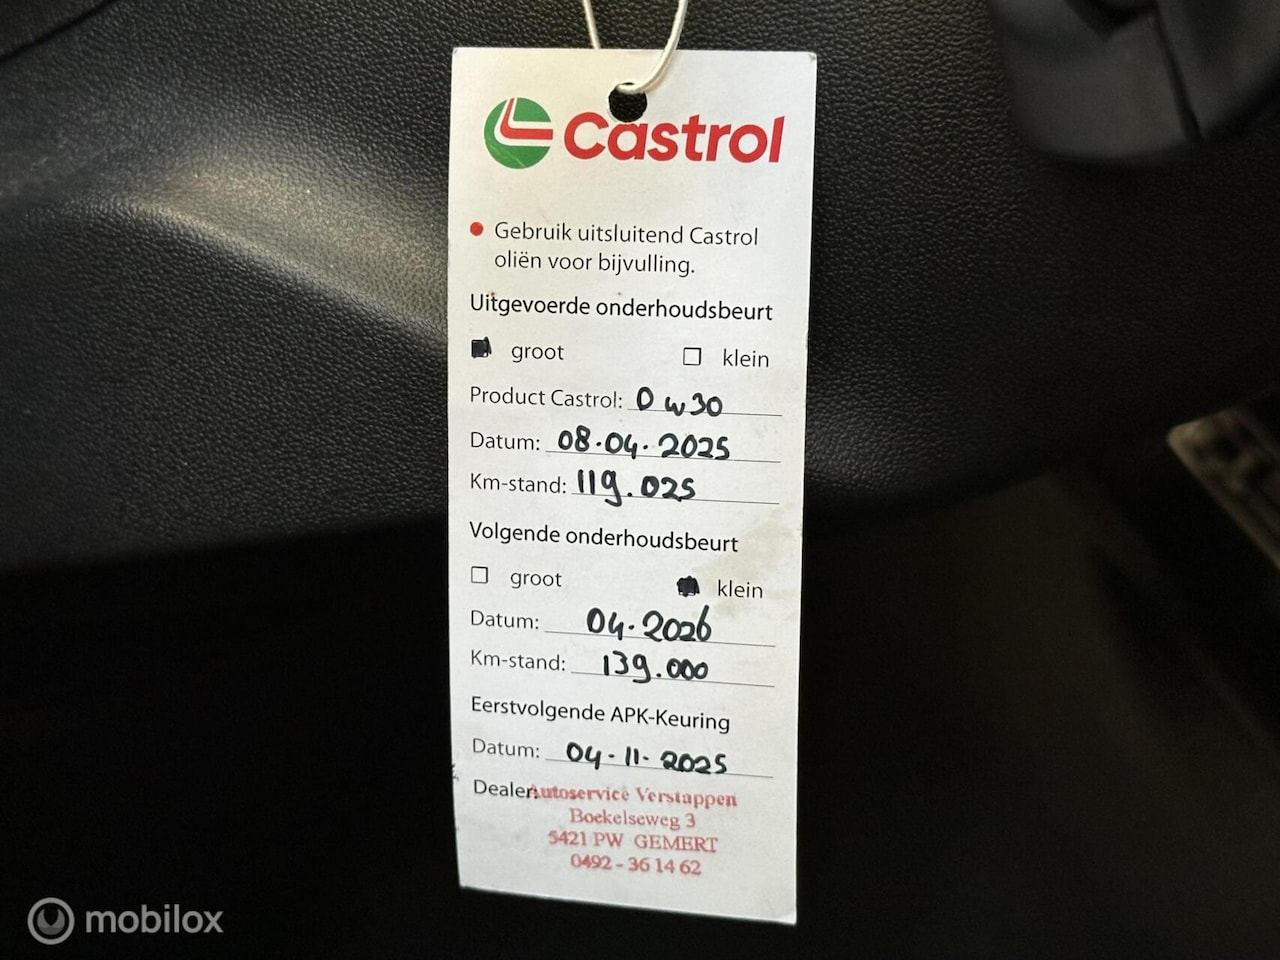 Castrol
Gebruik uitsluitend Castrol
oliën voor bijvulling.
Uitgevoerde onderhoudsbeurt
groot klein
Product Castrol: 0 w30
Datum: 08.04.2025
Km-stand: 119.025
Volgende onderhoudsbeurt
groot klein
Datum: 04.2026
Km-stand: 139.000
Eerstvolgende APK-Keuring
Datum: 04-11-2025
Dealer: Autoservice Verstappen
Boekelseweg 3
5421 PW GEMERT
0492 - 36 14 62
mobilox